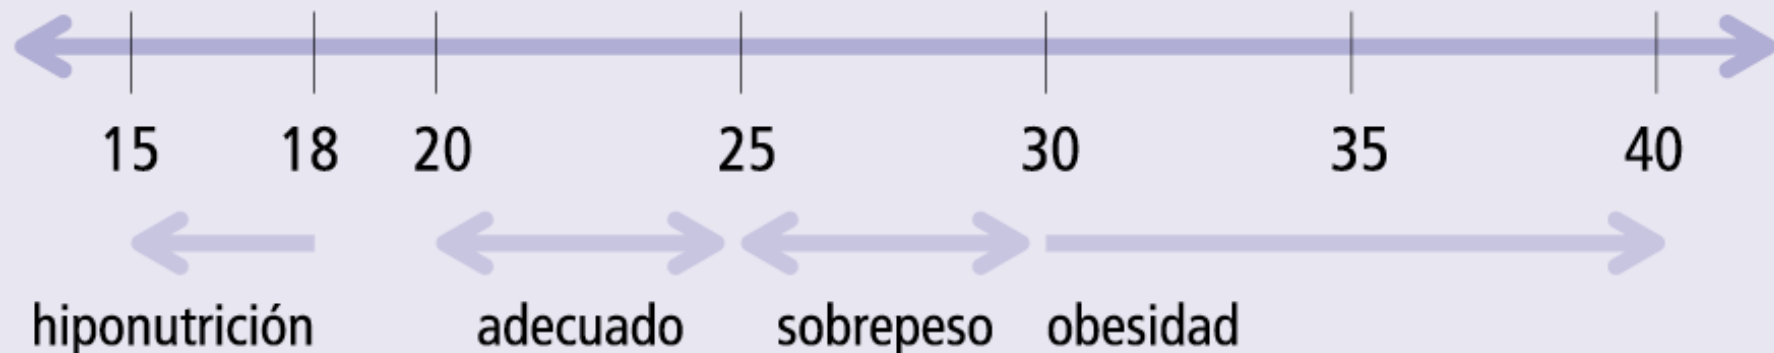 15 18 20 25 30 35 40
hiponutrición adecuado sobrepeso obesidad